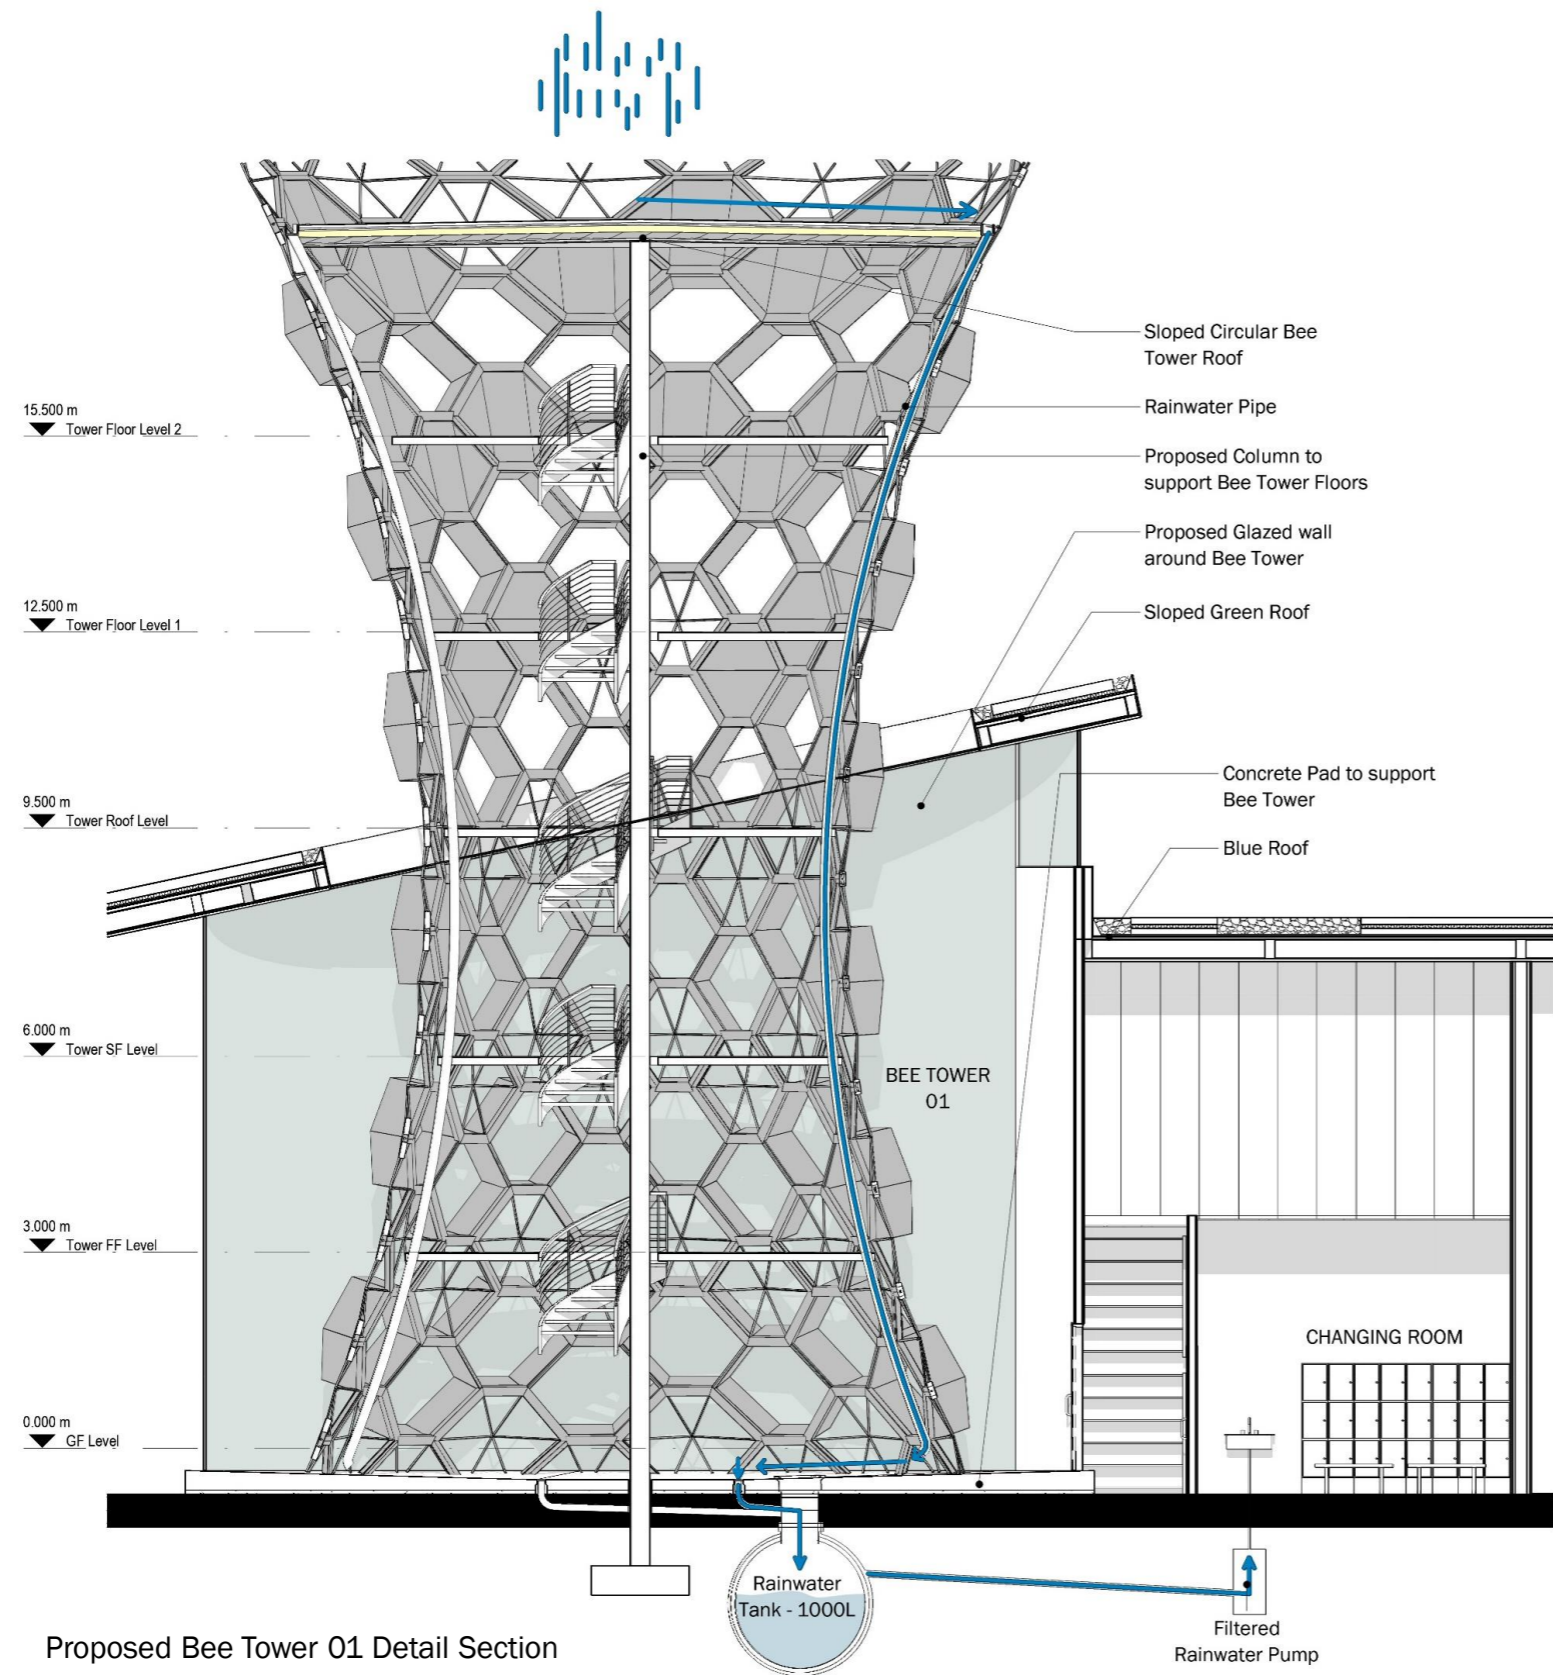 Sloped Circular Bee
Tower Roof
15.500 m
Tower Floor Level 2
Rainwater Pipe
Proposed Column to
support Bee Tower Floors
Proposed Glazed wall
around Bee Tower
12.500 m
Tower Floor Level 1
Sloped Green Roof
Concrete Pad to support
Bee Tower
9.500 m
Tower Roof Level
Blue Roof
6.000 m
Tower SF Level
BEE TOWER
01
3.000 m
Tower FF Level
CHANGING ROOM
0.000 m
GF Level
Rainwater
Tank - 1000L
Filtered
Rainwater Pump
Proposed Bee Tower 01 Detail Section